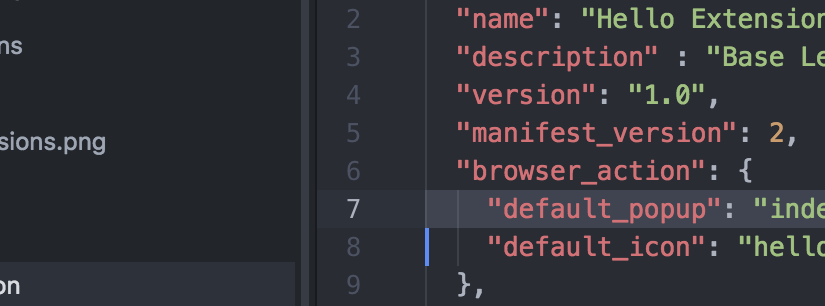 ns
sions.png
on
2 "name": "Hello Extension
3 "description" : "Base Le
4 "version": "1.0",
5 "manifest_version": 2,
6 "browser_action": {
7 "default_popup": "inde
8 "default_icon": "hello
9 },